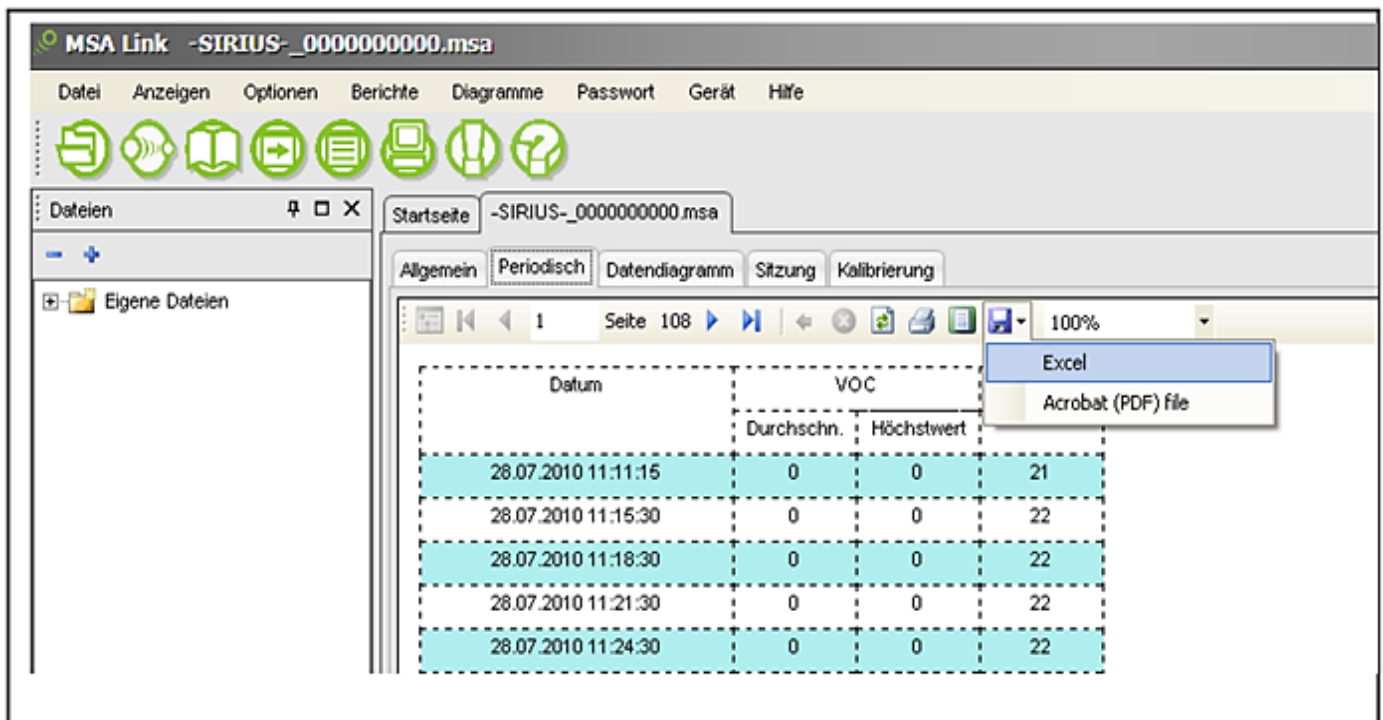 MSA Link -SIRIUS-_0000000000.msa
Datei Anzeigen Optionen Berichte Diagramme Passwort Gerät Hilfe
Dateien
Startseite -SIRIUS-_0000000000.msa
Allgemein Periodisch Datendiagramm Sitzung Kalibrierung
Eigene Dateien
1 Seite 108 100%
Excel
Acrobat (PDF) file
Datum VOC
Durchschn. Höchstwert
28.07.2010 11:11:15 0 0 21
28.07.2010 11:15:30 0 0 22
28.07.2010 11:18:30 0 0 22
28.07.2010 11:21:30 0 0 22
28.07.2010 11:24:30 0 0 22